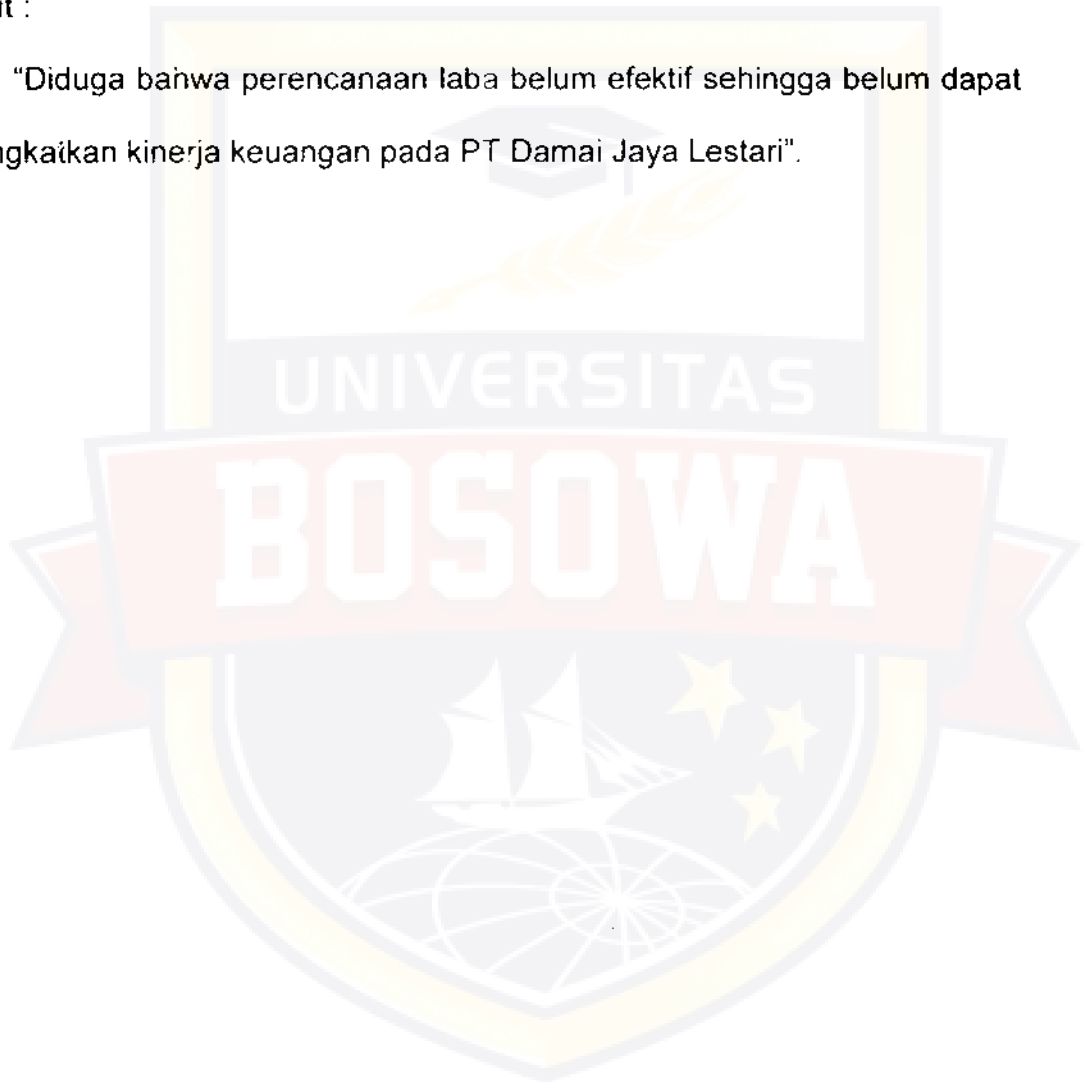 it :
“Diduga bahwa perencanaan laba belum efektif sehingga belum dapat
ngkatkan kinerja keuangan pada PT Damai Jaya Lestari”.
UNIVERSITAS
BOSOWA